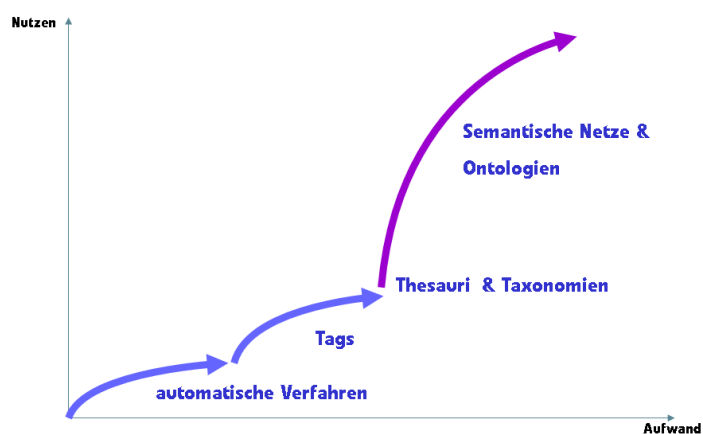 Nutzen
Semantische Netze &
Ontologien
Thesauri & Taxonomien
Tags
automatische Verfahren
Aufwand